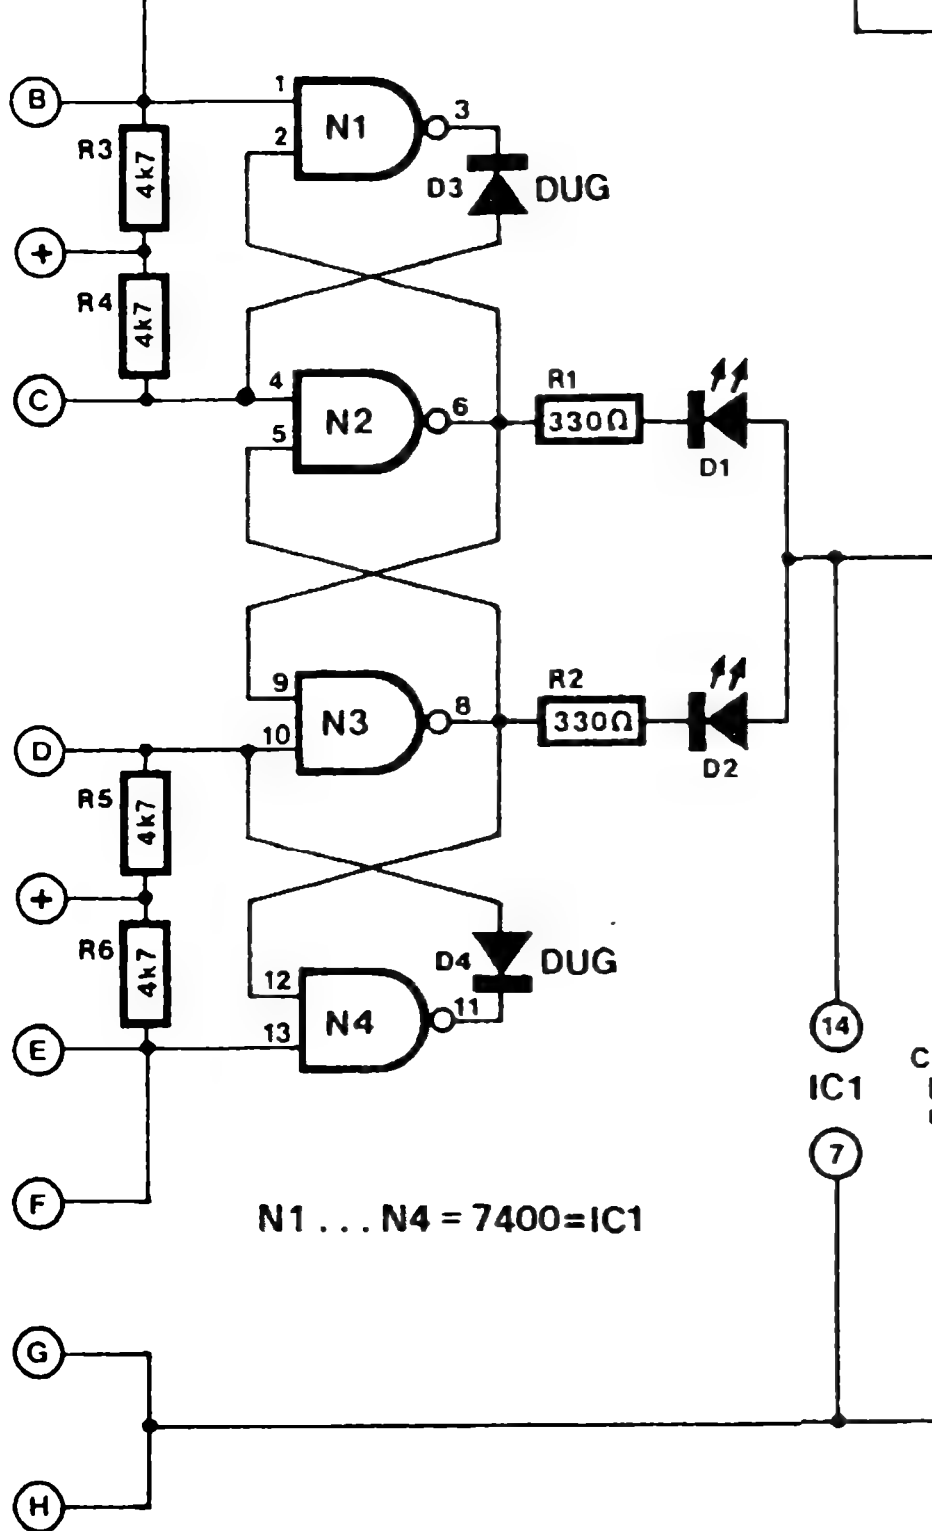 B
1
N1
3
2
R3
4k7
D3
DUG
+
R4
4k7
C
4
N2
6
5
R1
330Ω
D1
9
N3
8
10
R2
330Ω
D2
D
R5
4k7
+
R6
4k7
D4
DUG
12
N4
11
13
E
14
IC1
7
C
F
N1 . . . N4 = 7400=IC1
G
H